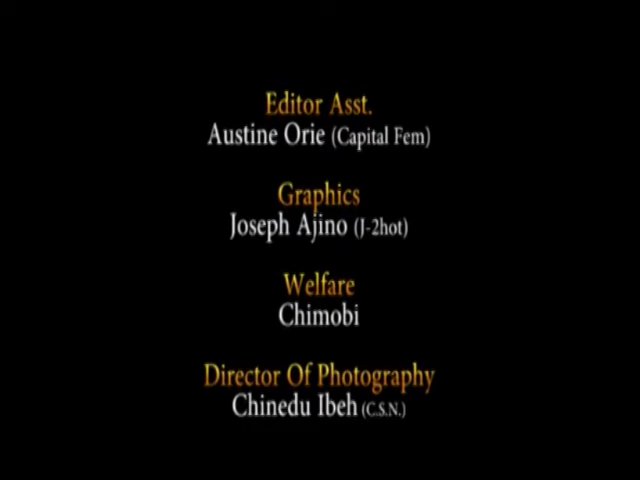 Editor Asst.
Austine Orie (Capital Fem)
Graphics
Joseph Ajino (J-2hot)
Welfare
Chimobi
Director Of Photography
Chinedu Ibeh (C.S.N.)